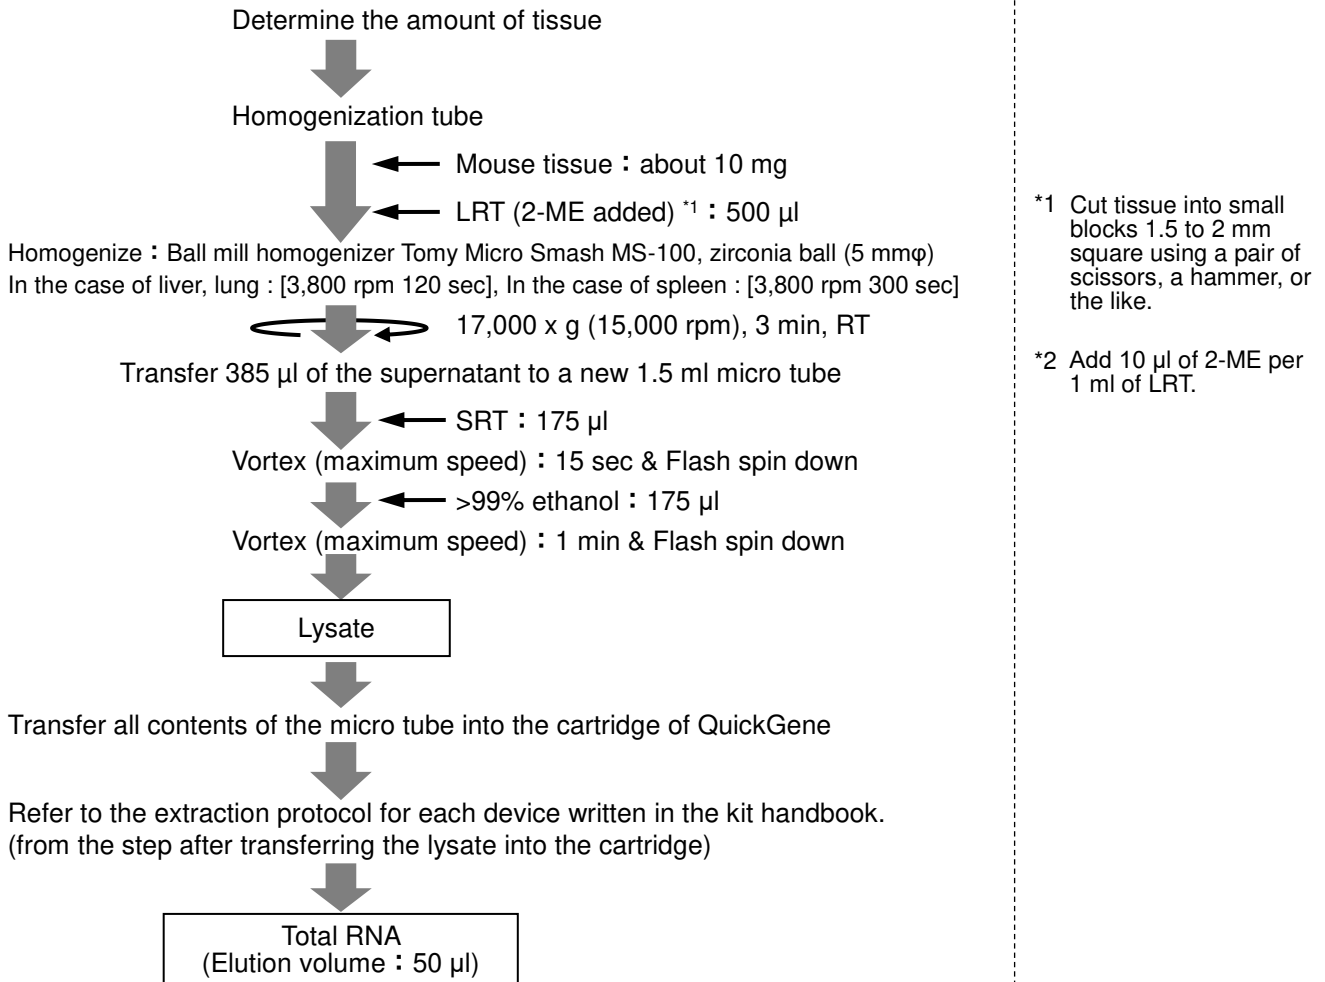 Determine the amount of tissue
Homogenization tube
Mouse tissue：about 10 mg
LRT (2-ME added) *1：500 µl
Homogenize：Ball mill homogenizer Tomy Micro Smash MS-100, zirconia ball (5 mmφ)
In the case of liver, lung : [3,800 rpm 120 sec], In the case of spleen : [3,800 rpm 300 sec]
17,000 x g (15,000 rpm), 3 min, RT
Transfer 385 µl of the supernatant to a new 1.5 ml micro tube
SRT：175 µl
Vortex (maximum speed)：15 sec & Flash spin down
>99% ethanol：175 µl
Vortex (maximum speed)：1 min & Flash spin down
Lysate
Transfer all contents of the micro tube into the cartridge of QuickGene
Refer to the extraction protocol for each device written in the kit handbook.
(from the step after transferring the lysate into the cartridge)
Total RNA
(Elution volume：50 µl)
*1 Cut tissue into small
blocks 1.5 to 2 mm
square using a pair of
scissors, a hammer, or
the like.
*2 Add 10 µl of 2-ME per
1 ml of LRT.